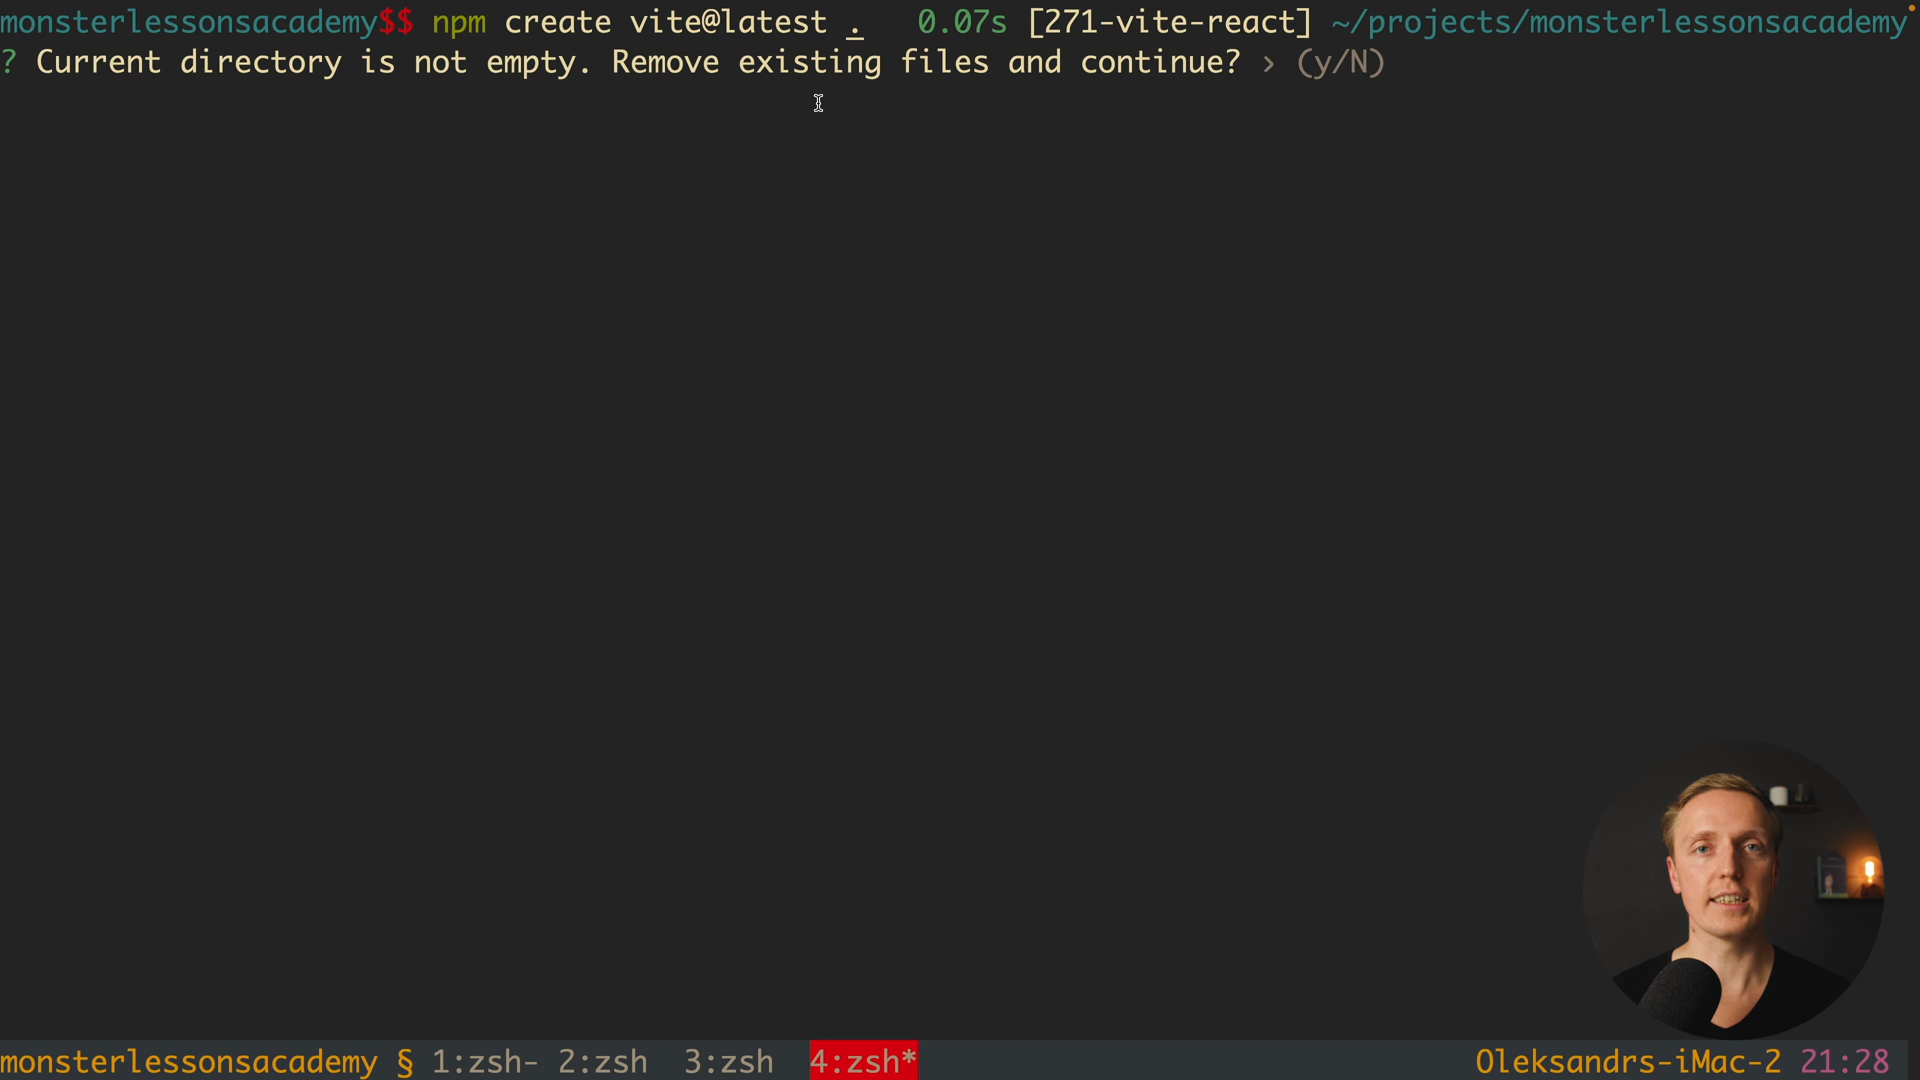 monsterlessonsacademy$$ npm create vite@latest . 0.07s [271-vite-react] ~/projects/monsterlessonsacademy
? Current directory is not empty. Remove existing files and continue? › (y/N)
monsterlessonsacademy § 1:zsh- 2:zsh 3:zsh 4:zsh* Oleksandrs-iMac-2 21:28